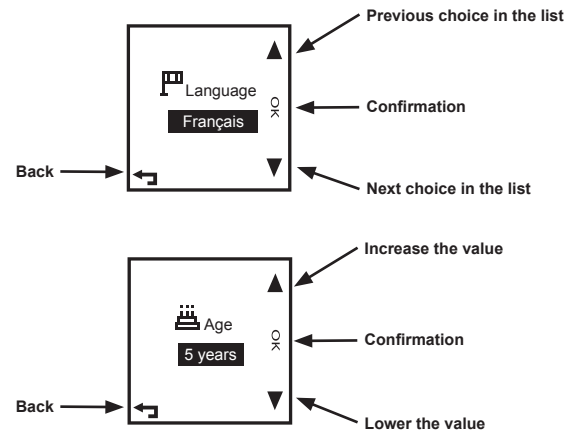 Previous choice in the list
Language
OK
Confirmation
Français
Back
Next choice in the list
Increase the value
Age
OK
Confirmation
5 years
Back
Lower the value